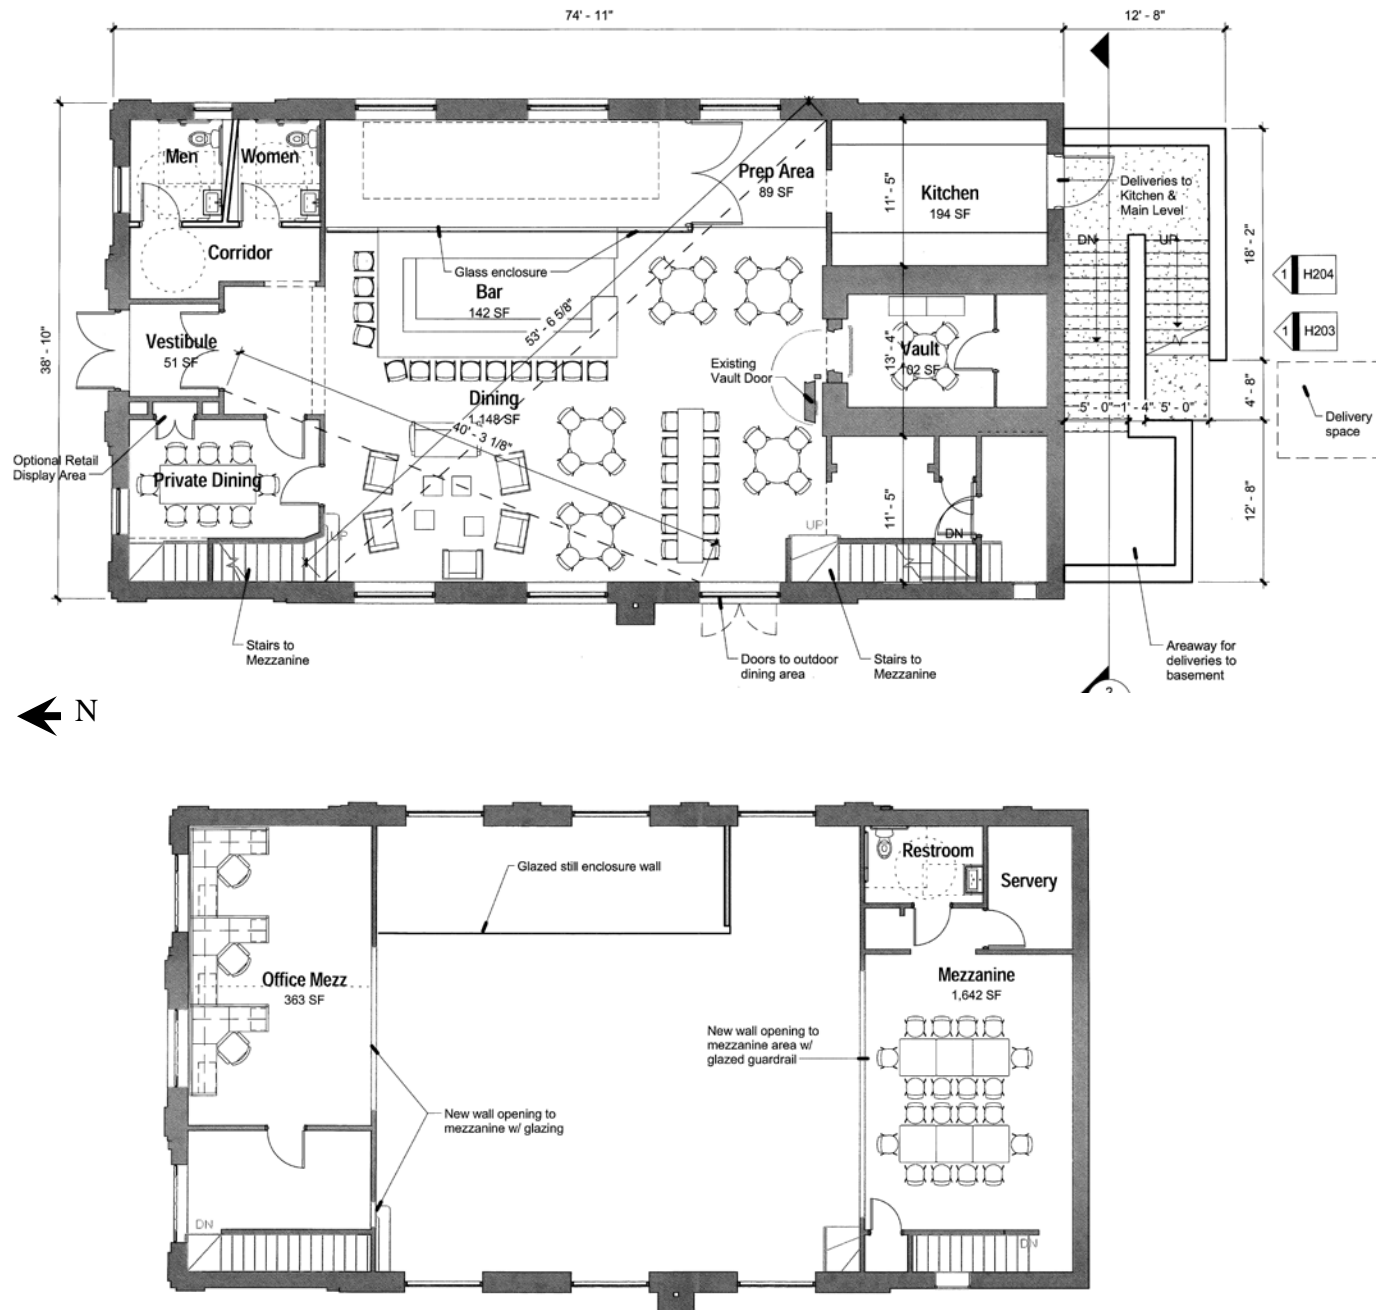 74' - 11"
12' - 8"
Men
Women
Prep Area
89 SF
Kitchen
194 SF
11' - 5"
Deliveries to
Kitchen &
Main Level
DN
UP
18' - 2"
Corridor
Glass enclosure
Bar
142 SF
53' - 6 5/8"
1
H204
1
H203
38' - 10"
Vestibule
51 SF
Existing
Vault Door
Vault
102 SF
13' - 4"
Dining
1,148 SF
40' - 3 1/8"
5' - 0"
1' - 4"
5' - 0"
4' - 8"
Delivery
space
Optional Retail
Display Area
Private Dining
UP
UP
11' - 5"
DN
12' - 8"
Stairs to
Mezzanine
Doors to outdoor
dining area
Stairs to
Mezzanine
Areaway for
deliveries to
basement
2
N
Glazed still enclosure wall
Restroom
Servery
Office Mezz
363 SF
Mezzanine
1,642 SF
New wall opening to
mezzanine area w/
glazed guardrail
New wall opening to
mezzanine w/ glazing
DN
DN